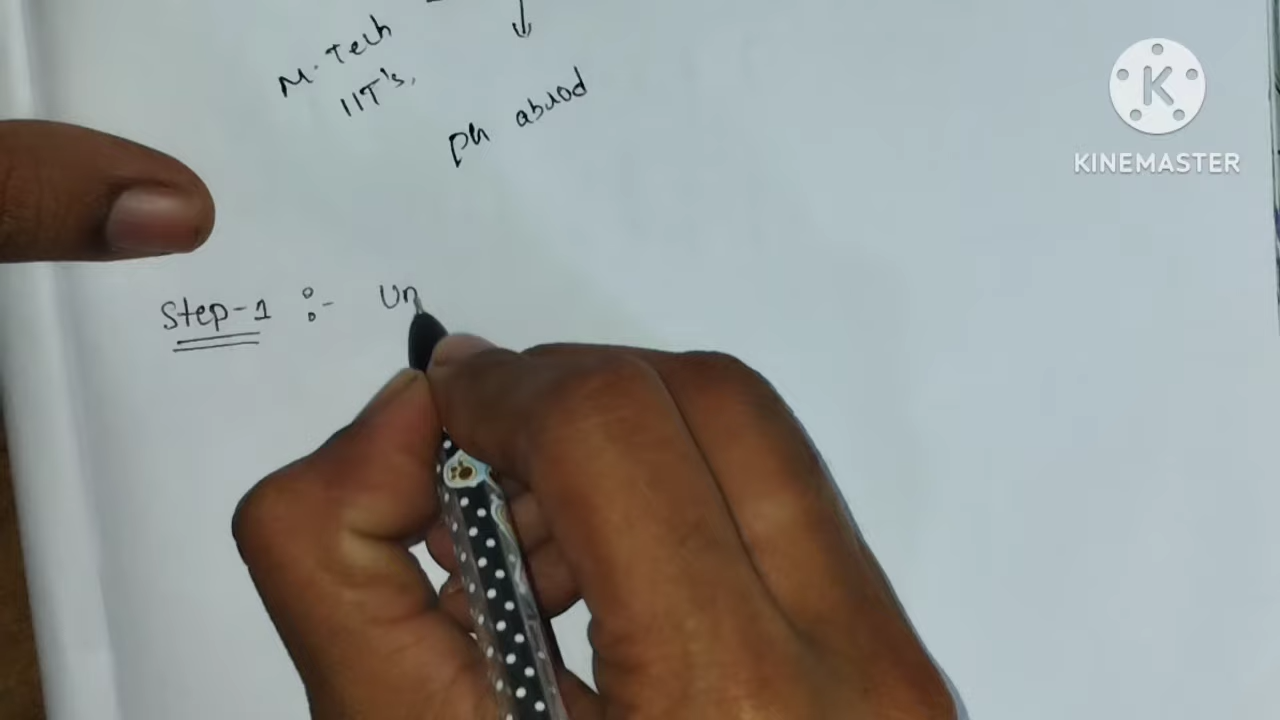 M.Tech
IIT's,
ph abroad
Step-1 :- Un
K
KINEMASTER